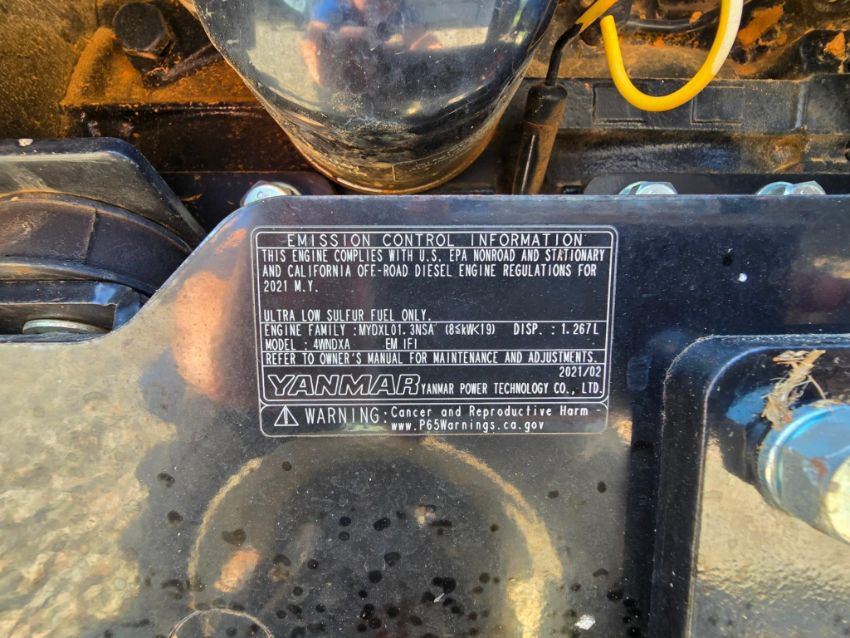 EMISSION CONTROL INFORMATION
THIS ENGINE COMPLIES WITH U.S. EPA NONROAD AND STATIONARY
AND CALIFORNIA OFF-ROAD DIESEL ENGINE REGULATIONS FOR
2021 M.Y.
ULTRA LOW SULFUR FUEL ONLY.
ENGINE FAMILY :MYDXL01.3NSA (8≤kW<19) DISP. : 1.267L
MODEL : 4WNDXA EM IFI
REFER TO OWNER'S MANUAL FOR MAINTENANCE AND ADJUSTMENTS.
2021/02
YANMAR YANMAR POWER TECHNOLOGY CO., LTD.
WARNING: Cancer and Reproductive Harm -
www.P65Warnings.ca.gov